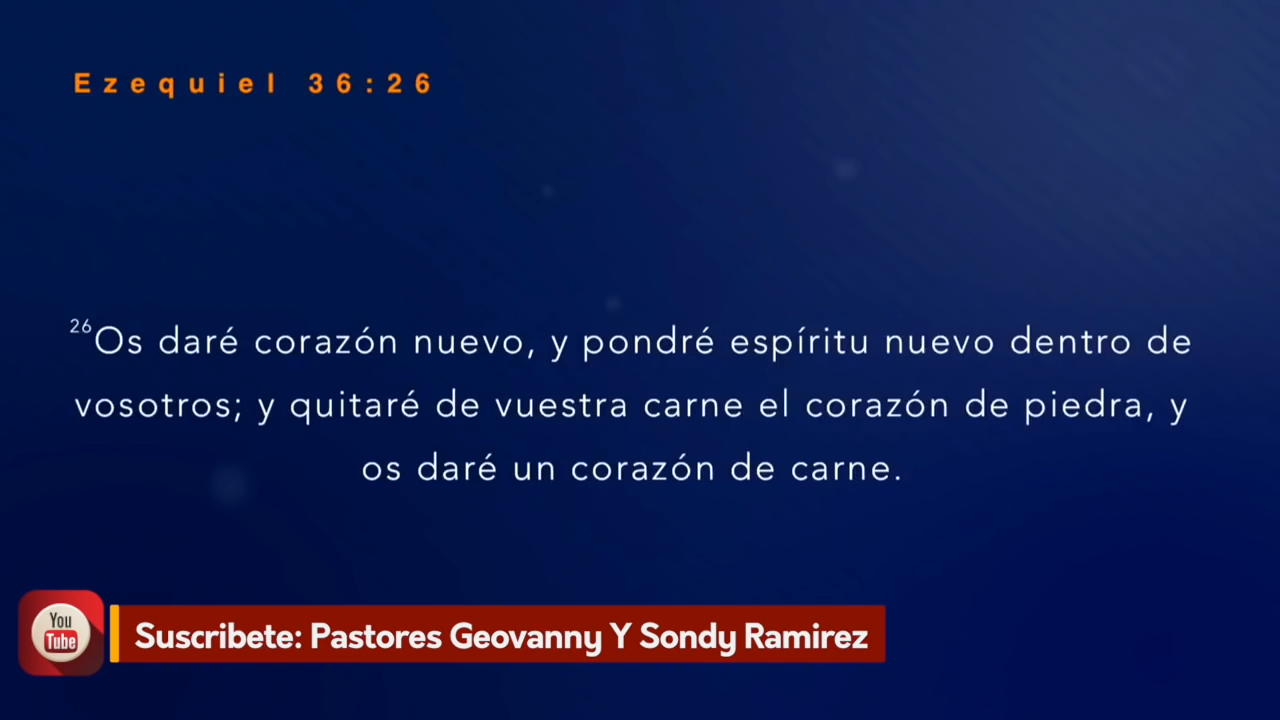 Ezequiel 36:26
26Os daré corazón nuevo, y pondré espíritu nuevo dentro de
vosotros; y quitaré de vuestra carne el corazón de piedra, y
os daré un corazón de carne.
You
Tube
Suscribete: Pastores Geovanny Y Sondy Ramirez